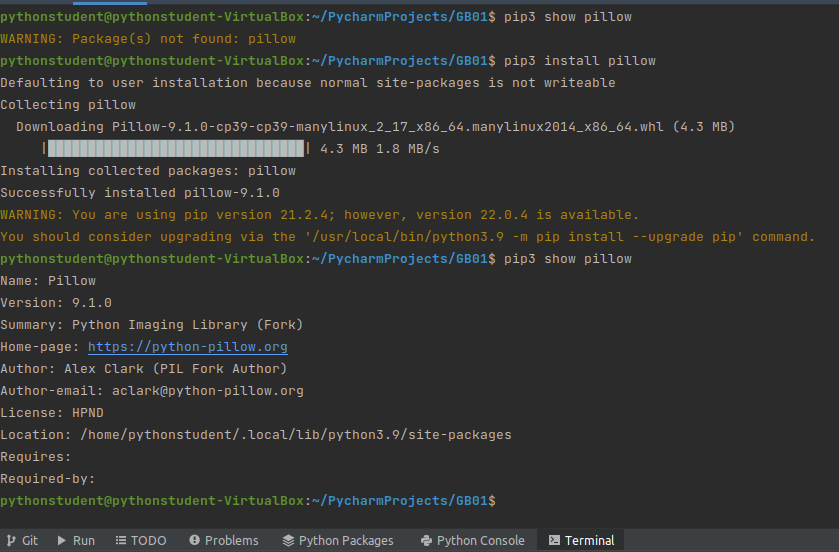 pythonstudent@pythonstudent-VirtualBox:~/PycharmProjects/GB01$ pip3 show pillow
WARNING: Package(s) not found: pillow
pythonstudent@pythonstudent-VirtualBox:~/PycharmProjects/GB01$ pip3 install pillow
Defaulting to user installation because normal site-packages is not writeable
Collecting pillow
  Downloading Pillow-9.1.0-cp39-cp39-manylinux_2_17_x86_64.manylinux2014_x86_64.whl (4.3 MB)
     |████████████████████████████████| 4.3 MB 1.8 MB/s
Installing collected packages: pillow
Successfully installed pillow-9.1.0
WARNING: You are using pip version 21.2.4; however, version 22.0.4 is available.
You should consider upgrading via the '/usr/local/bin/python3.9 -m pip install --upgrade pip' command.
pythonstudent@pythonstudent-VirtualBox:~/PycharmProjects/GB01$ pip3 show pillow
Name: Pillow
Version: 9.1.0
Summary: Python Imaging Library (Fork)
Home-page: https://python-pillow.org
Author: Alex Clark (PIL Fork Author)
Author-email: aclark@python-pillow.org
License: HPND
Location: /home/pythonstudent/.local/lib/python3.9/site-packages
Requires:
Required-by:
pythonstudent@pythonstudent-VirtualBox:~/PycharmProjects/GB01$
Git Run TODO Problems Python Packages Python Console Terminal